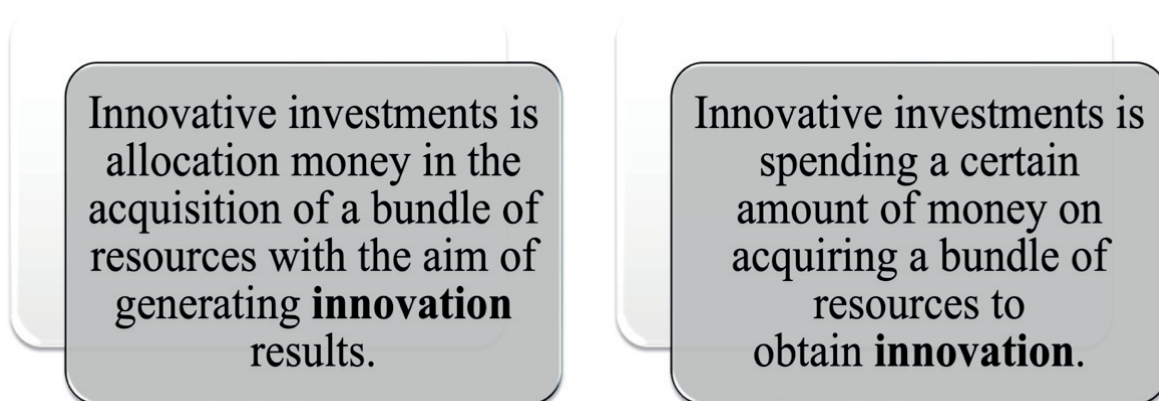 Innovative investments is
allocation money in the
acquisition of a bundle of
resources with the aim of
generating innovation
results.
Innovative investments is
spending a certain
amount of money on
acquiring a bundle of
resources to
obtain innovation.